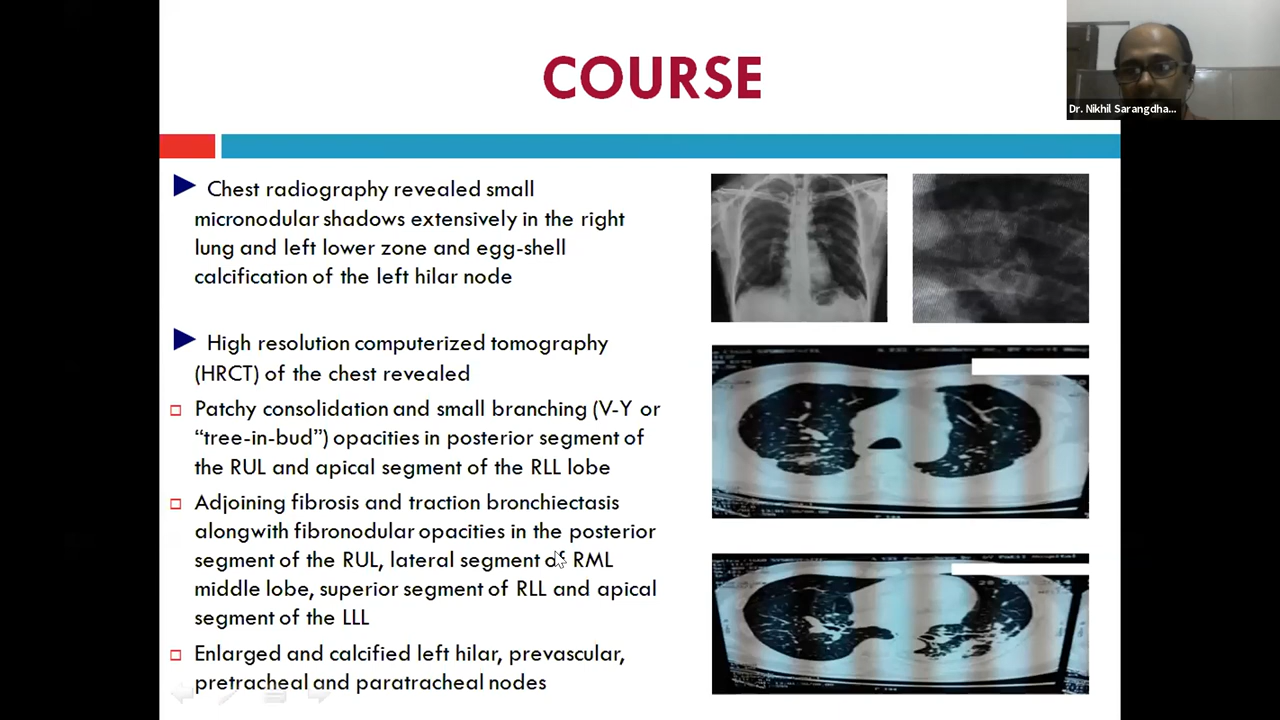 COURSE
Dr. Nikhil Sarangdha...
Chest radiography revealed small
micronodular shadows extensively in the right
lung and left lower zone and egg-shell
calcification of the left hilar node
High resolution computerized tomography
(HRCT) of the chest revealed
Patchy consolidation and small branching (V-Y or
“tree-in-bud”) opacities in posterior segment of
the RUL and apical segment of the RLL lobe
Adjoining fibrosis and traction bronchiectasis
alongwith fibronodular opacities in the posterior
segment of the RUL, lateral segment of RML
middle lobe, superior segment of RLL and apical
segment of the LLL
Enlarged and calcified left hilar, prevascular,
pretracheal and paratracheal nodes